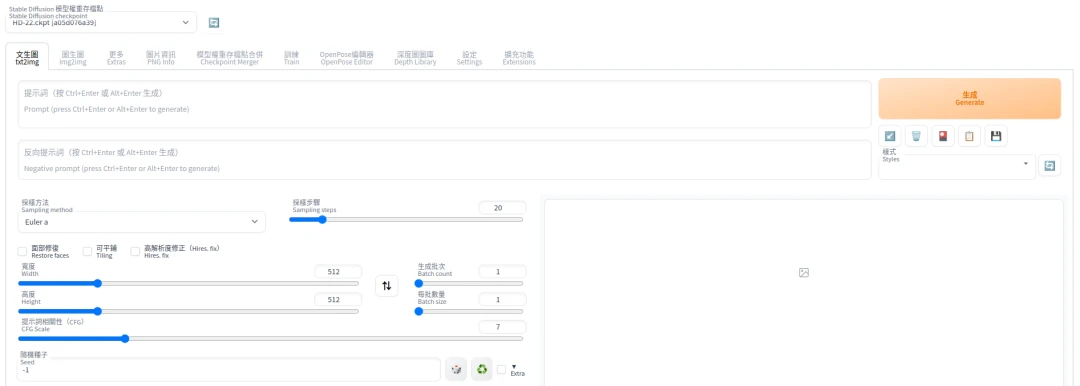 Stable Diffusion 模型權重存檔點
Stable Diffusion checkpoint
HD-22.ckpt [a05d076a39]
文生圖
txt2img
圖生圖
img2img
更多
Extras
圖片資訊
PNG Info
模型權重存檔點合併
Checkpoint Merger
訓練
Train
OpenPose編輯器
OpenPose Editor
深度圖圖庫
Depth Library
設定
Settings
擴充功能
Extensions
提示詞（按 Ctrl+Enter 或 Alt+Enter 生成）
Prompt (press Ctrl+Enter or Alt+Enter to generate)
生成
Generate
反向提示詞（按 Ctrl+Enter 或 Alt+Enter 生成）
Negative prompt (press Ctrl+Enter or Alt+Enter to generate)
樣式
Styles
採樣方法
Sampling method
Euler a
採樣步驟
Sampling steps
20
面部修復
Restore faces
可平鋪
Tiling
高解析度修正（Hires. fix）
Hires. fix
寬度
Width
512
高度
Height
512
生成批次
Batch count
1
每批數量
Batch size
1
提示詞相關性（CFG）
CFG Scale
7
隨機種子
Seed
-1
Extra